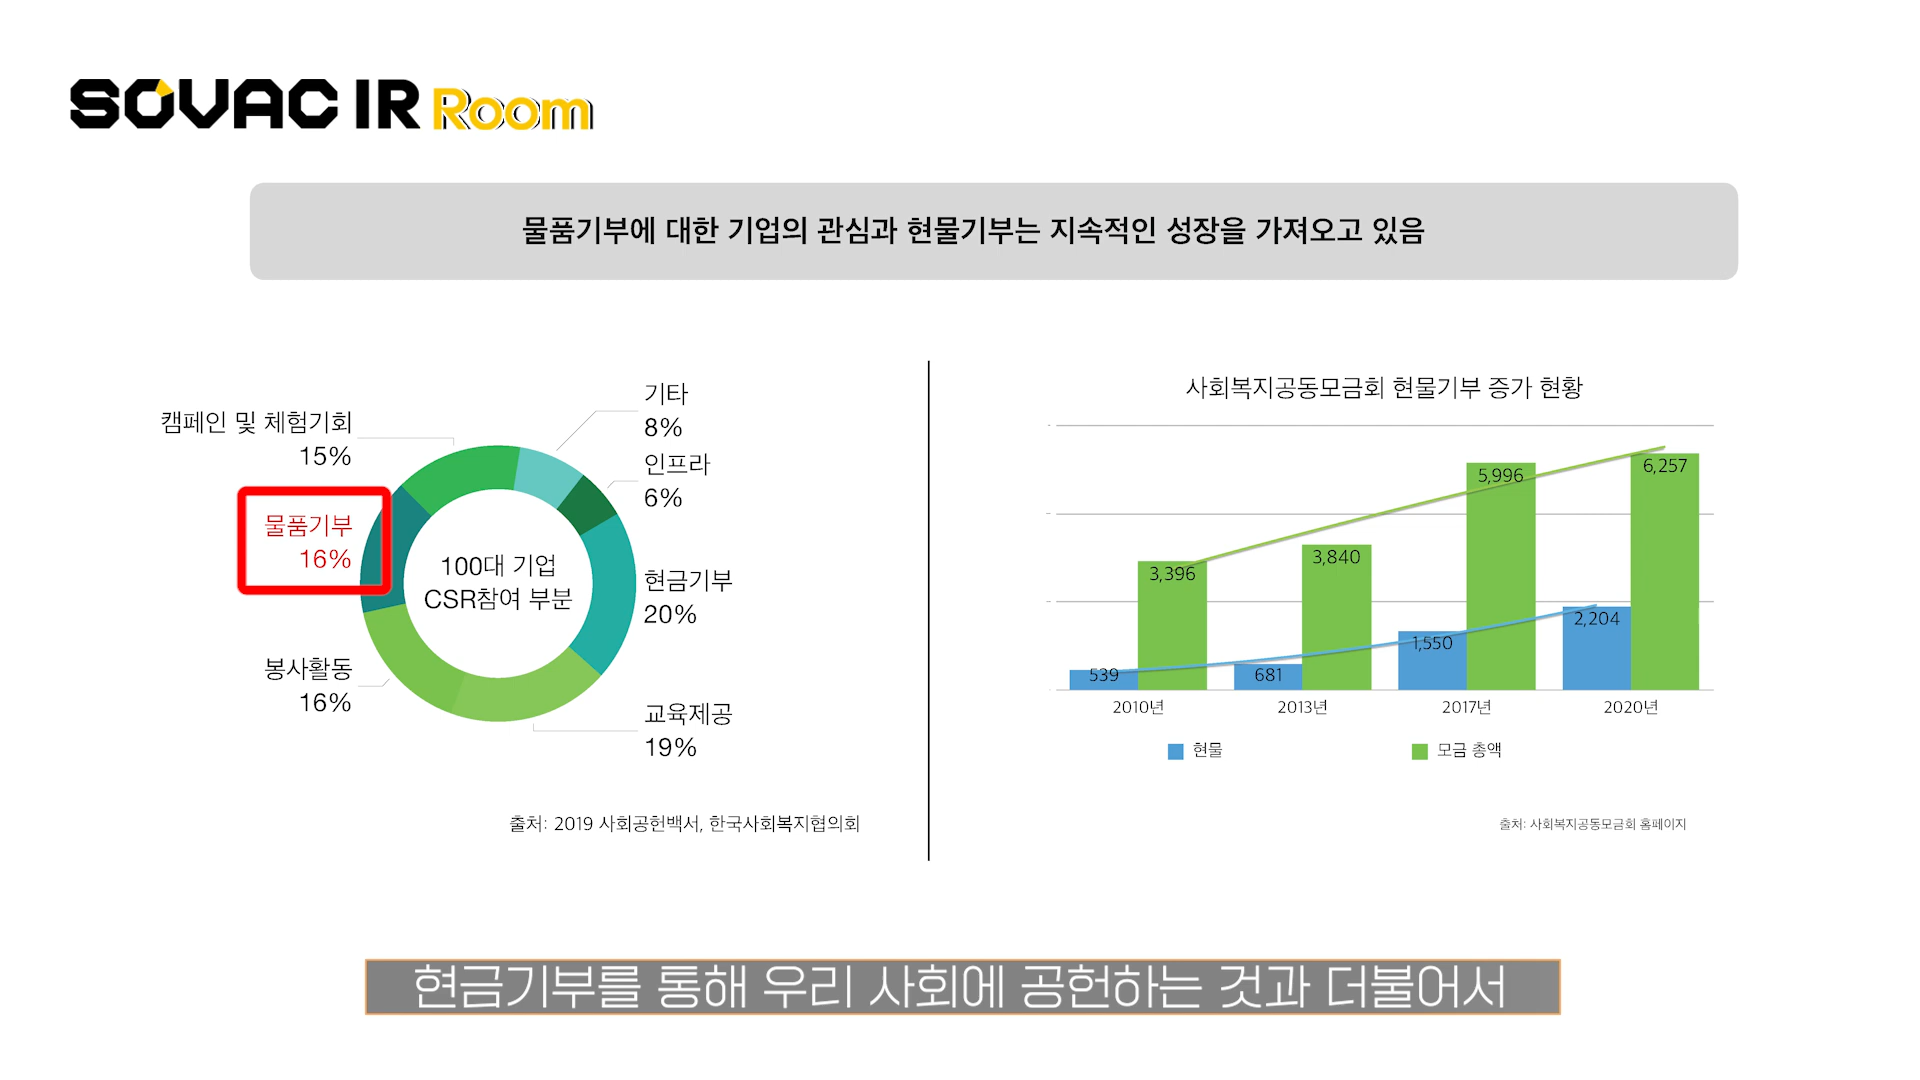 SOVAC IR Room
물품기부에 대한 기업의 관심과 현물기부는 지속적인 성장을 가져오고 있음
기타
8%
캠페인 및 체험기회
15%
인프라
6%
물품기부
16%
100대 기업
CSR참여 부분
현금기부
20%
봉사활동
16%
교육제공
19%
출처: 2019 사회공헌백서, 한국사회복지협의회
사회복지공동모금회 현물기부 증가 현황
539
3,396
681
3,840
1,550
5,996
2,204
6,257
2010년
2013년
2017년
2020년
현물
모금 총액
출처: 사회복지공동모금회 홈페이지
현금기부를 통해 우리 사회에 공헌하는 것과 더불어서